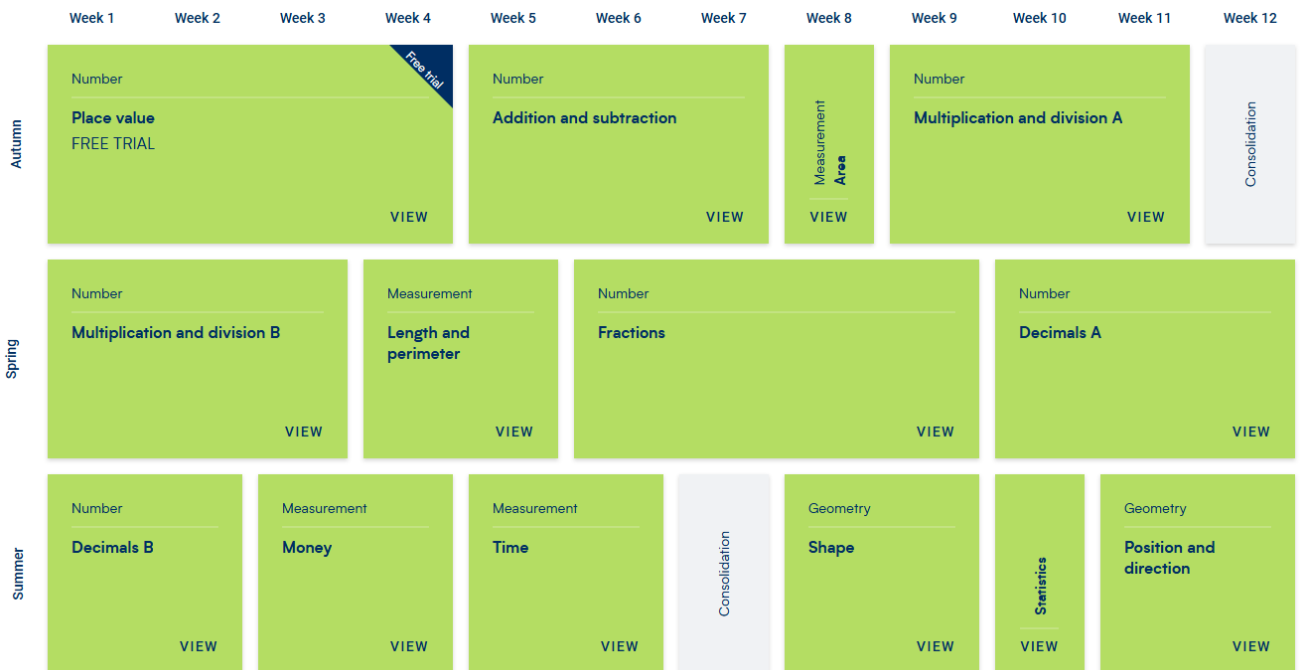 Week 1 Week 2 Week 3 Week 4 Week 5 Week 6 Week 7 Week 8 Week 9 Week 10 Week 11 Week 12
Autumn
Number
Place value
FREE TRIAL
Free trial
VIEW
Number
Addition and subtraction
VIEW
Measurement
Area
VIEW
Number
Multiplication and division A
VIEW
Consolidation
Spring
Number
Multiplication and division B
VIEW
Measurement
Length and
perimeter
VIEW
Number
Fractions
VIEW
Number
Decimals A
VIEW
Summer
Number
Decimals B
VIEW
Measurement
Money
VIEW
Measurement
Time
VIEW
Consolidation
Geometry
Shape
VIEW
Statistics
VIEW
Geometry
Position and
direction
VIEW